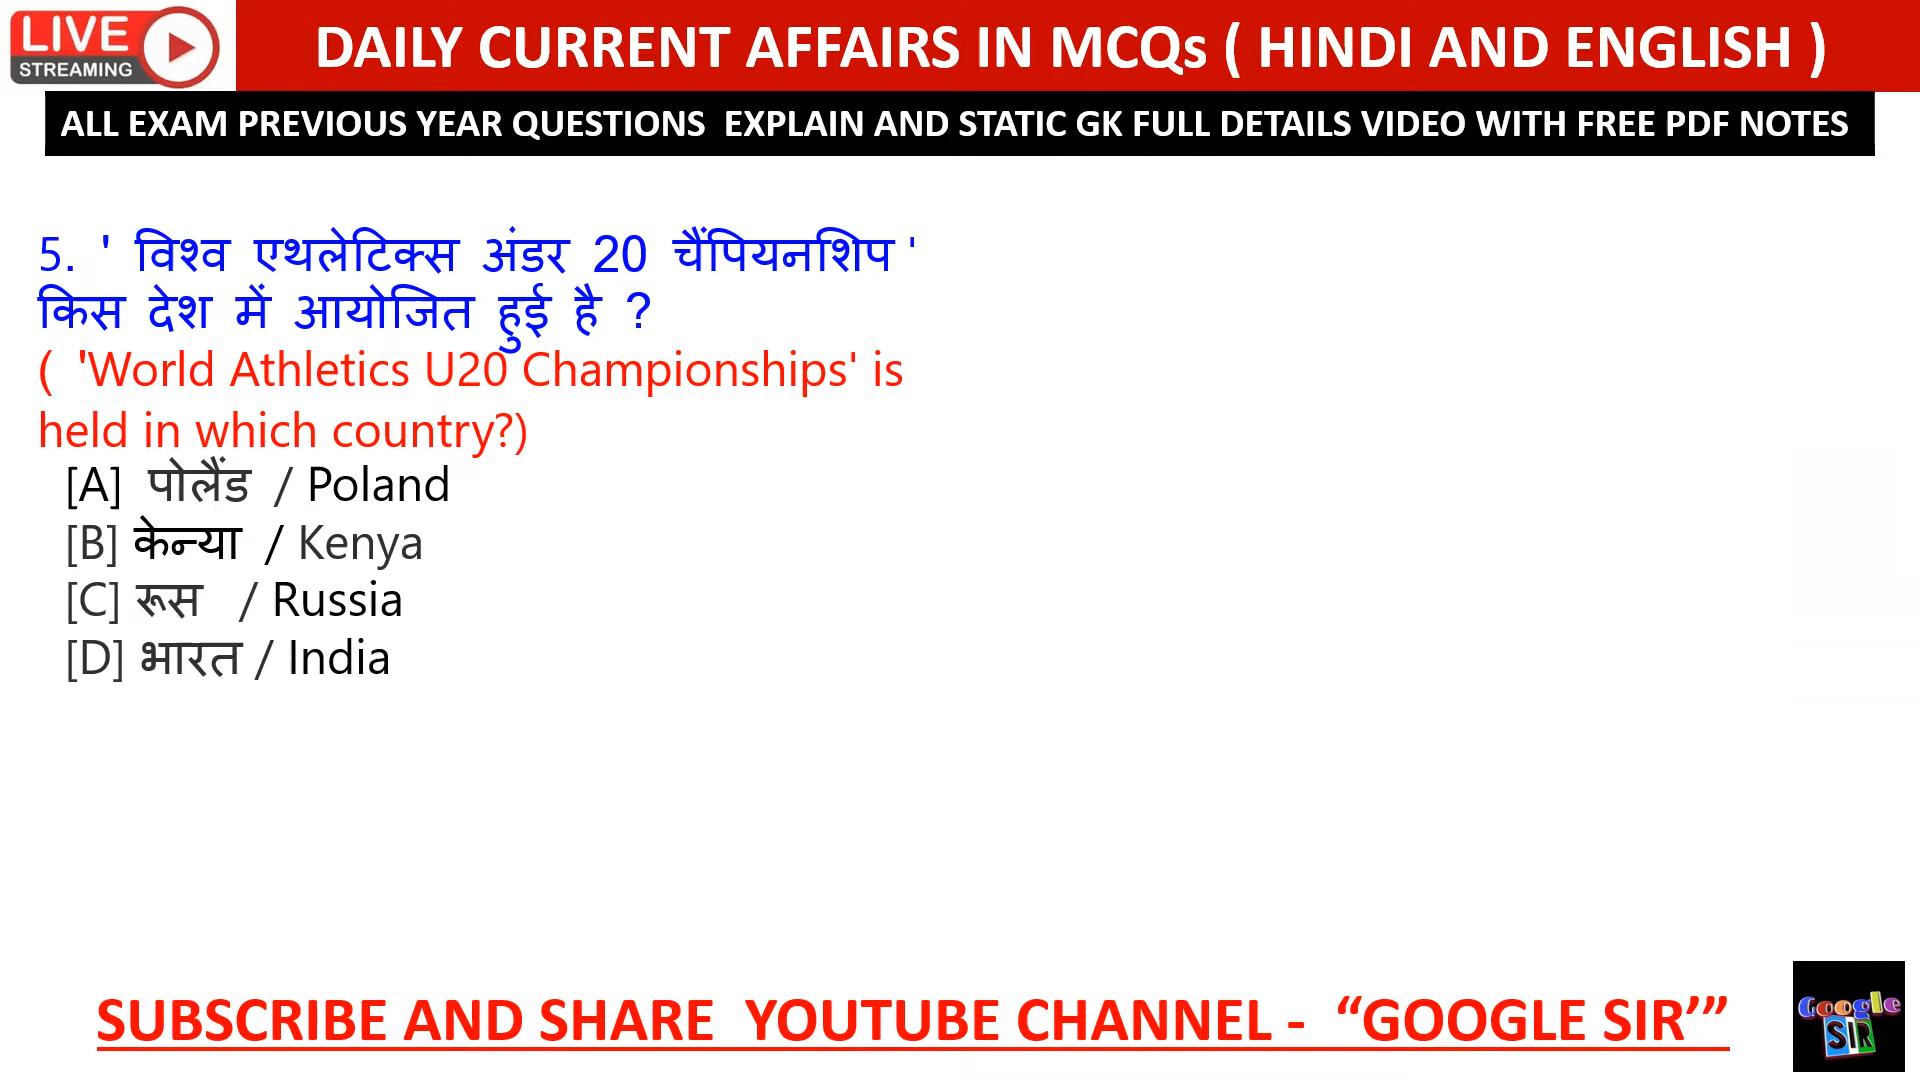 LIVE
STREAMING
DAILY CURRENT AFFAIRS IN MCQs ( HINDI AND ENGLISH )
ALL EXAM PREVIOUS YEAR QUESTIONS EXPLAIN AND STATIC GK FULL DETAILS VIDEO WITH FREE PDF NOTES
5. ' विश्व एथलेटिक्स अंडर 20 चैंपियनशिप '
किस देश में आयोजित हुई है ?
( 'World Athletics U20 Championships' is
held in which country?)
[A] पोलैंड / Poland
[B] केन्या / Kenya
[C] रूस / Russia
[D] भारत / India
SUBSCRIBE AND SHARE YOUTUBE CHANNEL - “GOOGLE SIR’”
Google
SIR